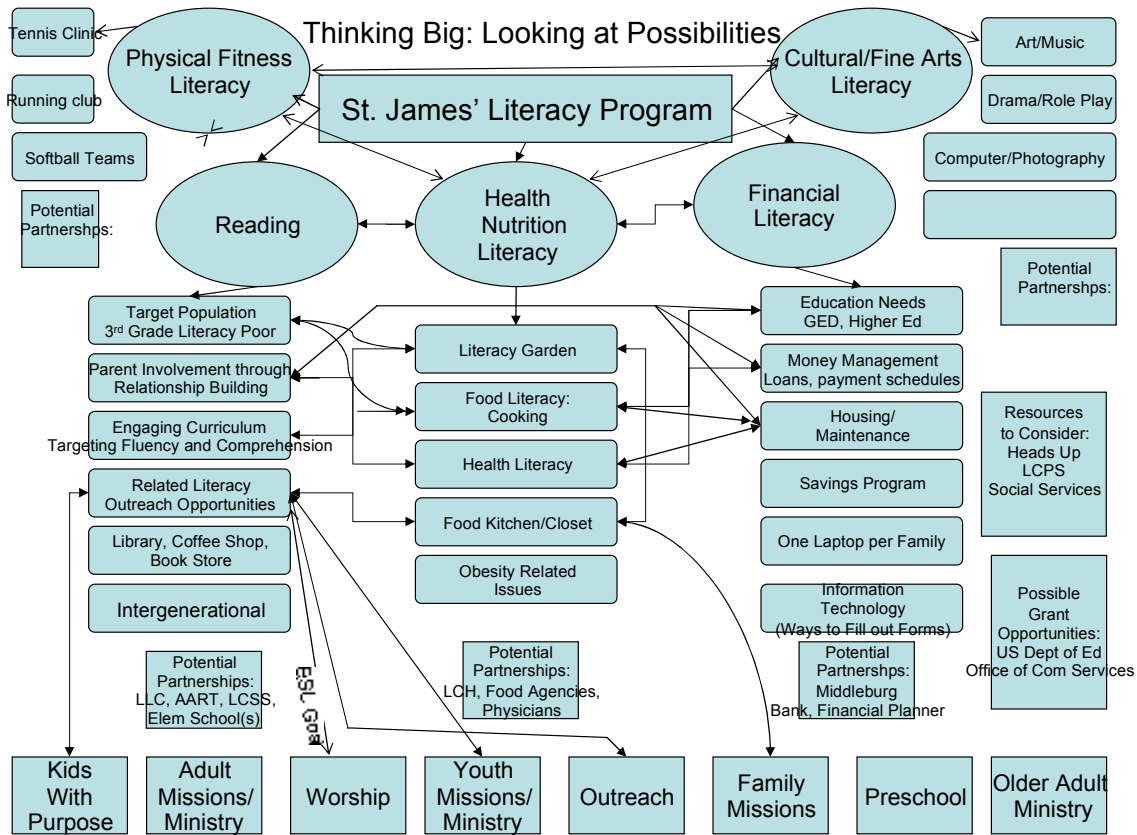 Thinking Big: Looking at Possibilities
St. James’ Literacy Program
Tennis Clinic
Running club
Softball Teams
Potential
Partnershps:
Physical Fitness
Literacy
Cultural/Fine Arts
Literacy
Art/Music
Drama/Role Play
Computer/Photography
Potential
Partnershps:
Reading
Health
Nutrition
Literacy
Financial
Literacy
Target Population
3rd Grade Literacy Poor
Parent Involvement through
Relationship Building
Engaging Curriculum
Targeting Fluency and Comprehension
Related Literacy
Outreach Opportunities
Library, Coffee Shop,
Book Store
Intergenerational
Potential
Partnerships:
LLC, AART, LCSS,
Elem School(s)
Literacy Garden
Food Literacy:
Cooking
Health Literacy
Food Kitchen/Closet
Obesity Related
Issues
Potential
Partnerships:
LCH, Food Agencies,
Physicians
Education Needs
GED, Higher Ed
Money Management
Loans, payment schedules
Housing/
Maintenance
Savings Program
One Laptop per Family
Information
Technology
(Ways to Fill out Forms)
Potential
Partnershps:
Middleburg
Bank, Financial Planner
Resources
to Consider:
Heads Up
LCPS
Social Services
Possible
Grant
Opportunities:
US Dept of Ed
Office of Com Services
ESL
Kids
With
Purpose
Adult
Missions/
Ministry
Worship
Youth
Missions/
Ministry
Outreach
Family
Missions
Preschool
Older Adult
Ministry